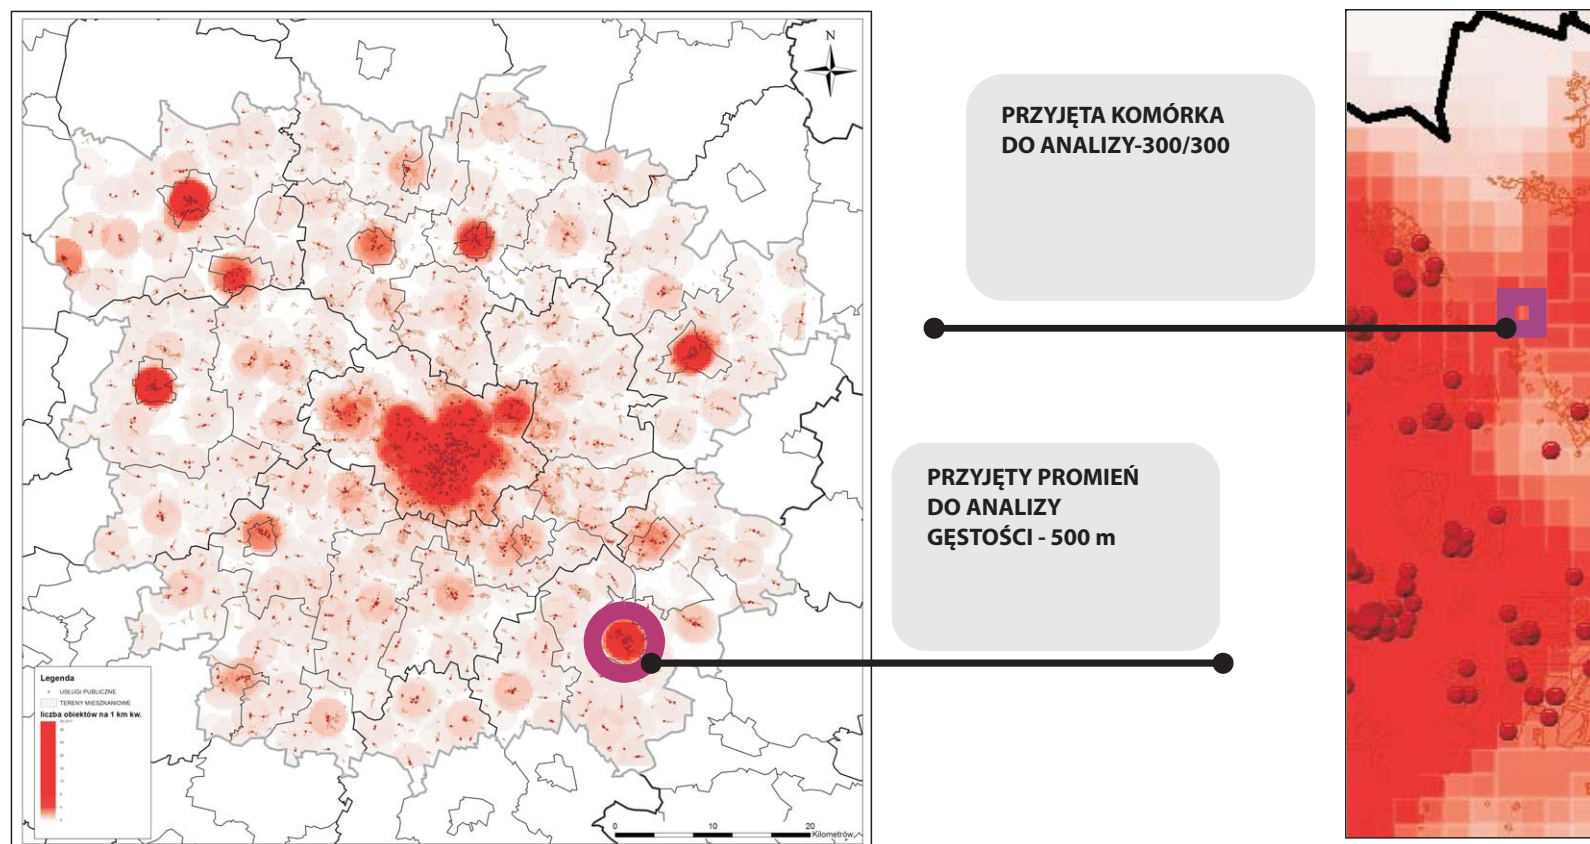 N
PRZYJĘTA KOMÓRKA
DO ANALIZY-300/300
PRZYJĘTY PROMIEŃ
DO ANALIZY
GĘSTOŚCI - 500 m
Legenda
USŁUGI PUBLICZNE
TERENY MIESZKANIOWE
liczba obiektów na 1 km kw.
0 10 20
Kilometrów